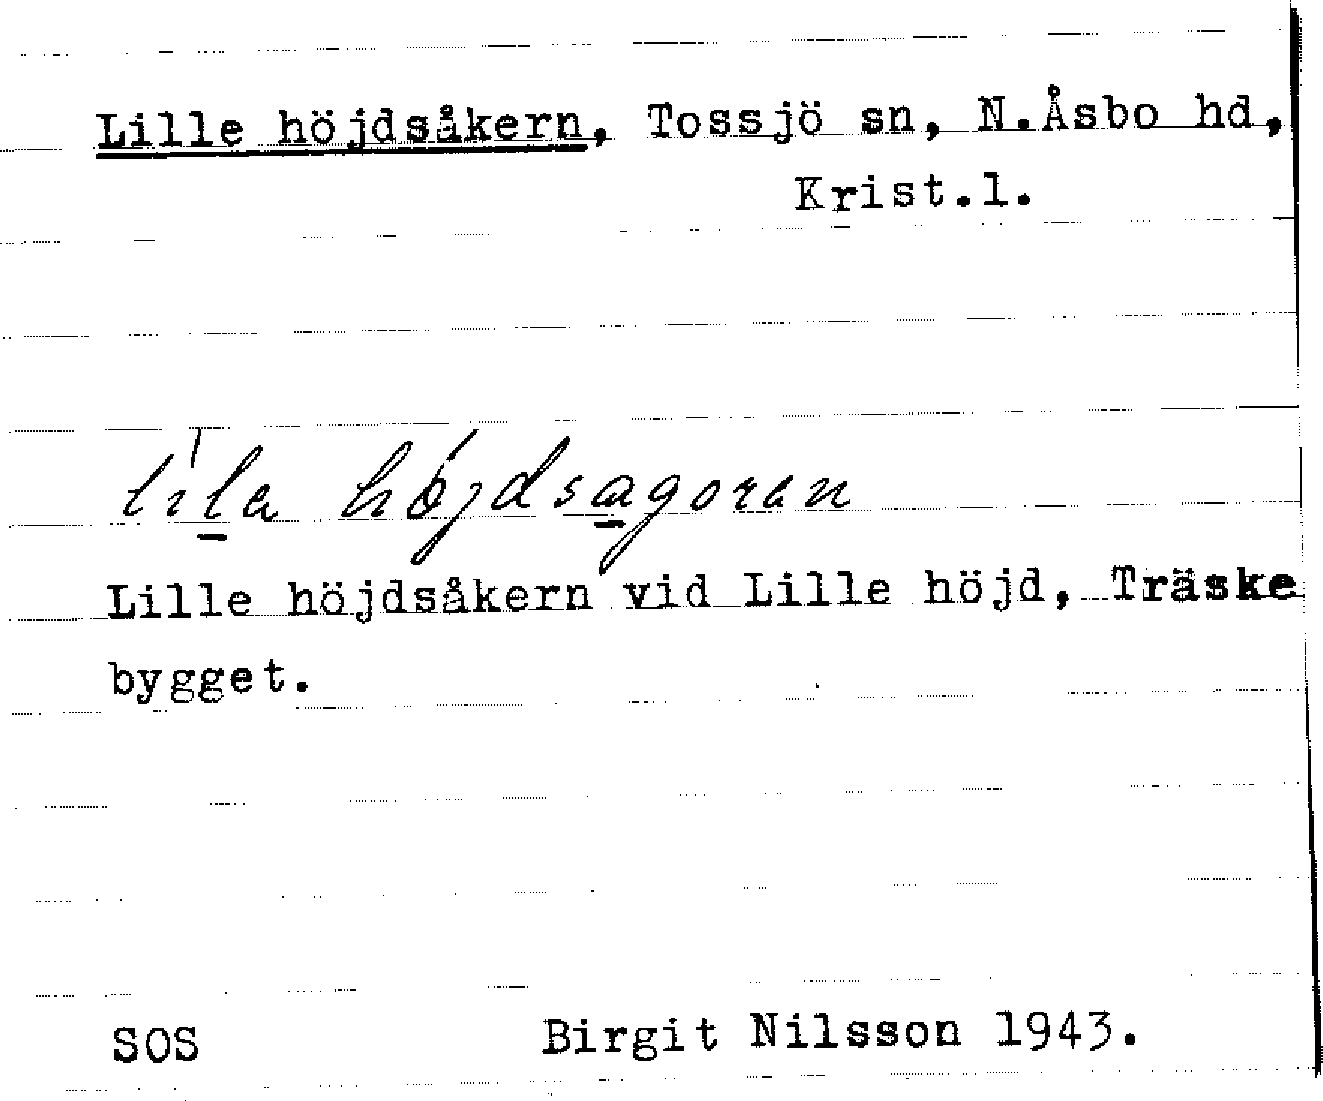 Lille höjdsåkern, Tossjö sn, N.Åsbo hd,
Krist.l.
lila höjdsagoran
Lille höjdsåkern vid Lille höjd, Träske
bygget.
SOS Birgit Nilsson 1943.